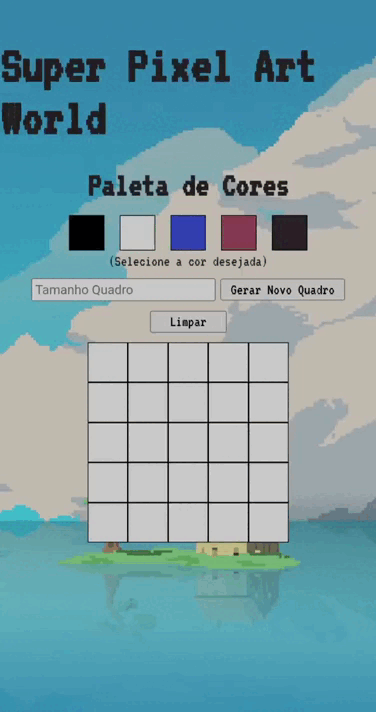 Super Pixel Art
World
Paleta de Cores
(Selecione a cor desejada)
Tamanho Quadro
Gerar Novo Quadro
Limpar